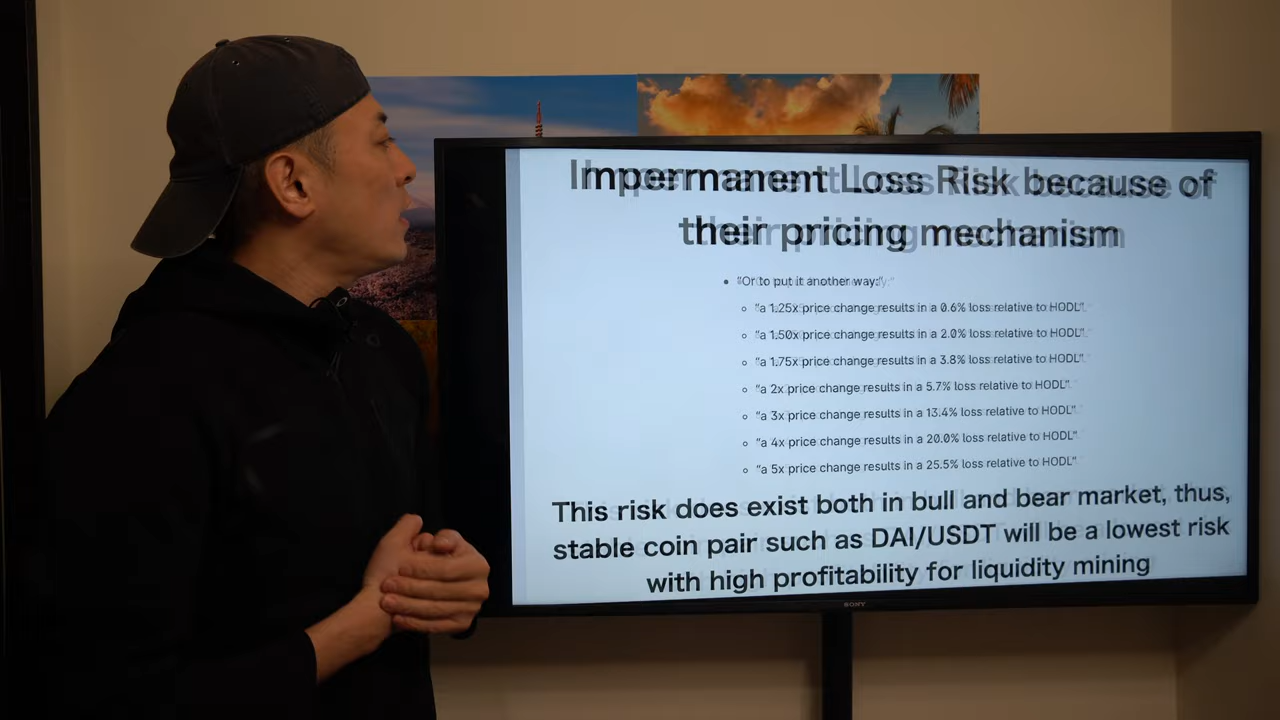 Impermanent Loss Risk because of
their pricing mechanism
• "Or to put it another way:"
○ "a 1.25x price change results in a 0.6% loss relative to HODL"
○ "a 1.50x price change results in a 2.0% loss relative to HODL"
○ "a 1.75x price change results in a 3.8% loss relative to HODL"
○ "a 2x price change results in a 5.7% loss relative to HODL"
○ "a 3x price change results in a 13.4% loss relative to HODL"
○ "a 4x price change results in a 20.0% loss relative to HODL"
○ "a 5x price change results in a 25.5% loss relative to HODL"
This risk does exist both in bull and bear market, thus,
stable coin pair such as DAI/USDT will be a lowest risk
with high profitability for liquidity mining
SONY